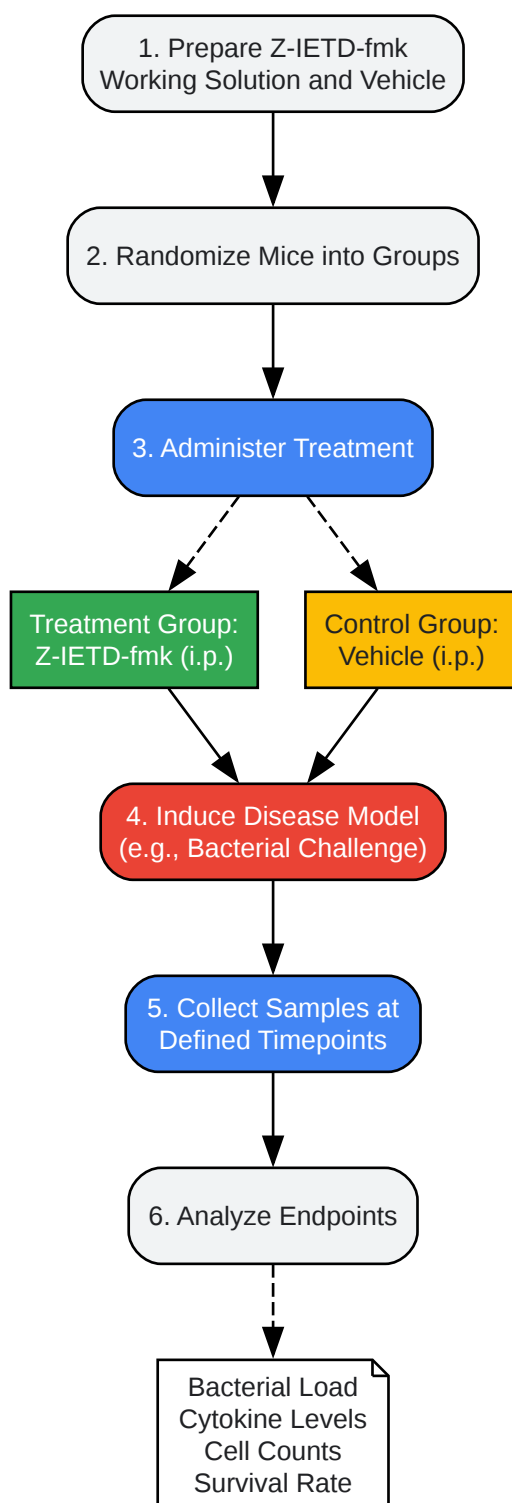 1. Prepare Z-IETD-fmk
Working Solution and Vehicle
2. Randomize Mice into Groups
3. Administer Treatment
Treatment Group:
Z-IETD-fmk (i.p.)
Control Group:
Vehicle (i.p.)
4. Induce Disease Model
(e.g., Bacterial Challenge)
5. Collect Samples at
Defined Timepoints
6. Analyze Endpoints
Bacterial Load
Cytokine Levels
Cell Counts
Survival Rate